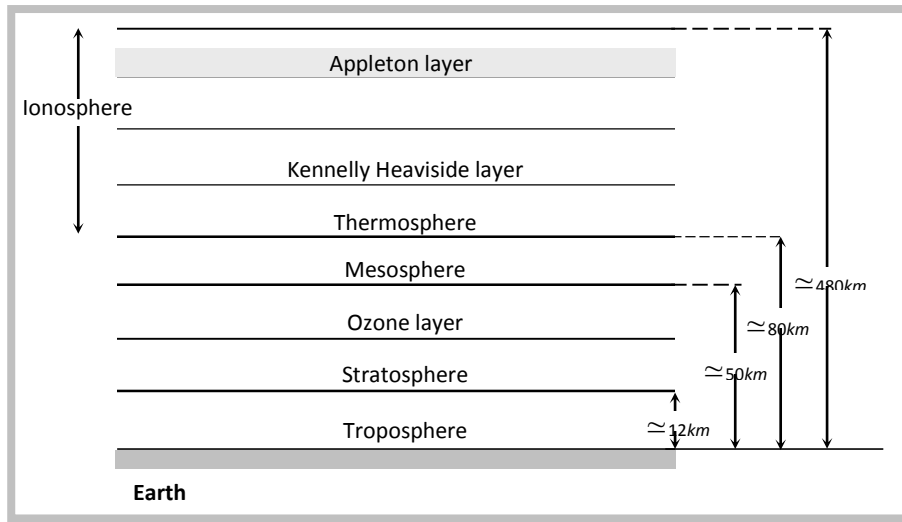 Appleton layer
Ionosphere
Kennelly Heaviside layer
Thermosphere
Mesosphere
≃480km
Ozone layer
≃80km
Stratosphere
≃50km
Troposphere
≃12km
Earth